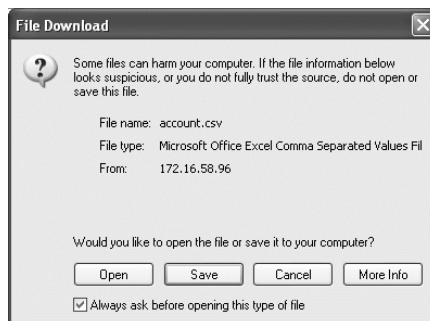 File Download
Some files can harm your computer. If the file information below
looks suspicious, or you do not fully trust the source, do not open or
save this file.
File name: account.csv
File type: Microsoft Office Excel Comma Separated Values Fil
From: 172.16.58.96
Would you like to open the file or save it to your computer?
Open Save Cancel More Info
Always ask before opening this type of file